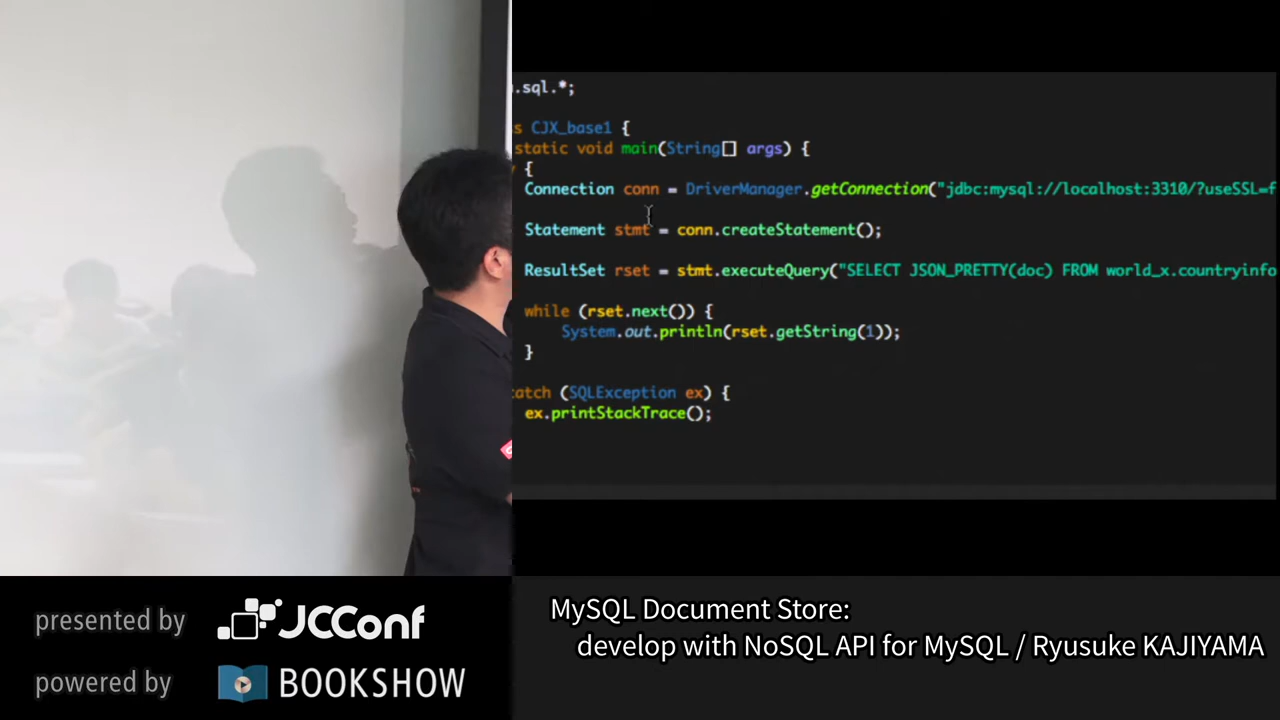 .sql.*;
s CJX_base1 {
static void main(String[] args) {
{
Connection conn = DriverManager.getConnection("jdbc:mysql://localhost:3310/?useSSL=f
Statement stmt = conn.createStatement();
ResultSet rset = stmt.executeQuery("SELECT JSON_PRETTY(doc) FROM world_x.countryinfo
while (rset.next()) {
System.out.println(rset.getString(1));
}
catch (SQLException ex) {
ex.printStackTrace();
presented by JCConf
powered by BOOKSHOW
MySQL Document Store:
develop with NoSQL API for MySQL / Ryusuke KAJIYAMA